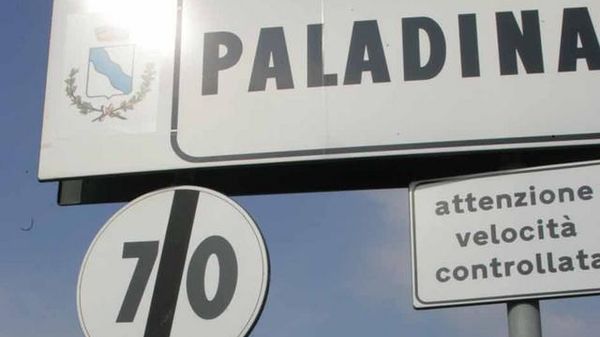 PALADINA
70
attenzione
velocità
controllata